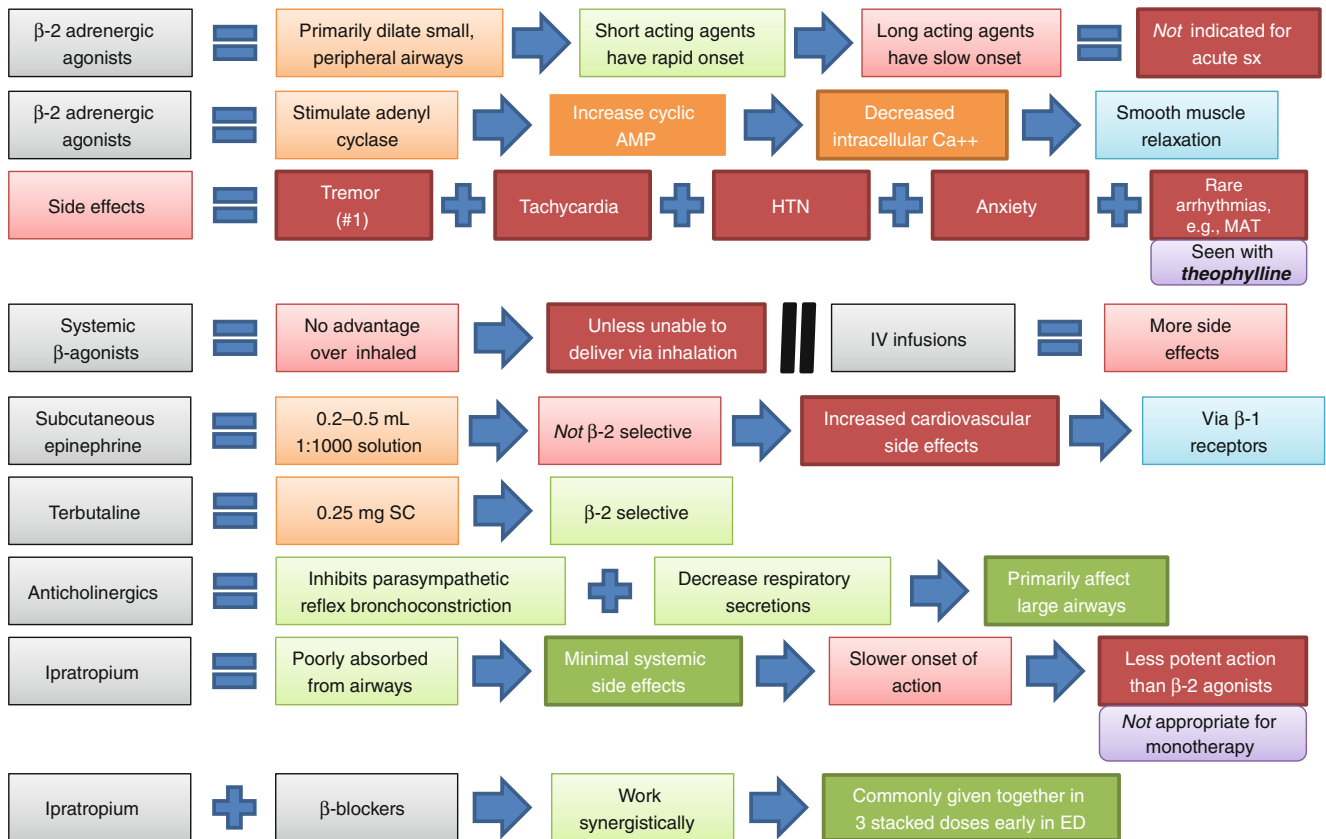 β-2 adrenergic
agonists
Primarily dilate small,
peripheral airways
Short acting agents
have rapid onset
Long acting agents
have slow onset
Not indicated for
acute sx
β-2 adrenergic
agonists
Stimulate adenyl
cyclase
Increase cyclic
AMP
Decreased
intracellular Ca++
Smooth muscle
relaxation
Side effects
Tremor
(#1)
Tachycardia
HTN
Anxiety
Rare
arrhythmias,
e.g., MAT
Seen with
theophylline
Systemic
β-agonists
No advantage
over inhaled
Unless unable to
deliver via inhalation
IV infusions
More side
effects
Subcutaneous
epinephrine
0.2–0.5 mL
1:1000 solution
Not β-2 selective
Increased cardiovascular
side effects
Via β-1
receptors
Terbutaline
0.25 mg SC
β-2 selective
Anticholinergics
Inhibits parasympathetic
reflex bronchoconstriction
Decrease respiratory
secretions
Primarily affect
large airways
Ipratropium
Poorly absorbed
from airways
Minimal systemic
side effects
Slower onset of
action
Less potent action
than β-2 agonists
Not appropriate for
monotherapy
Ipratropium
β-blockers
Work
synergistically
Commonly given together in
3 stacked doses early in ED